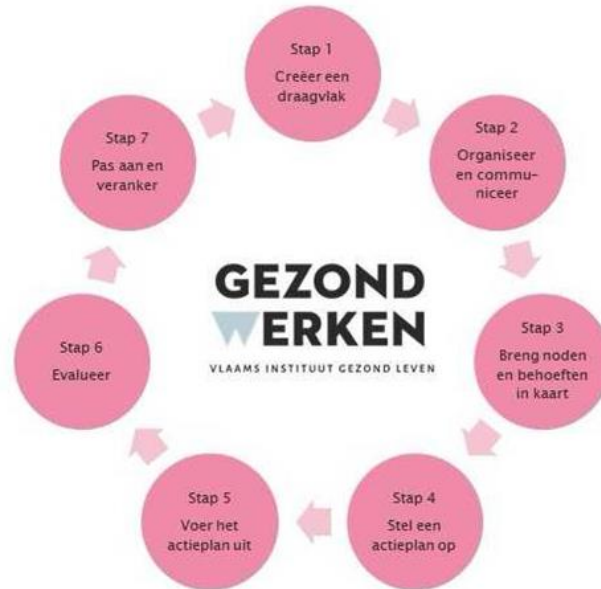 Stap 1
Creëer een
draagvlak
Stap 2
Organiseer
en commu-
niceer
Stap 3
Breng noden
en behoeften
in kaart
Stap 4
Stel een
actieplan op
Stap 5
Voer het
actieplan uit
Stap 6
Evalueer
Stap 7
Pas aan en
veranker
GEZOND
WERKEN
VLAAMS INSTITUUT GEZOND LEVEN